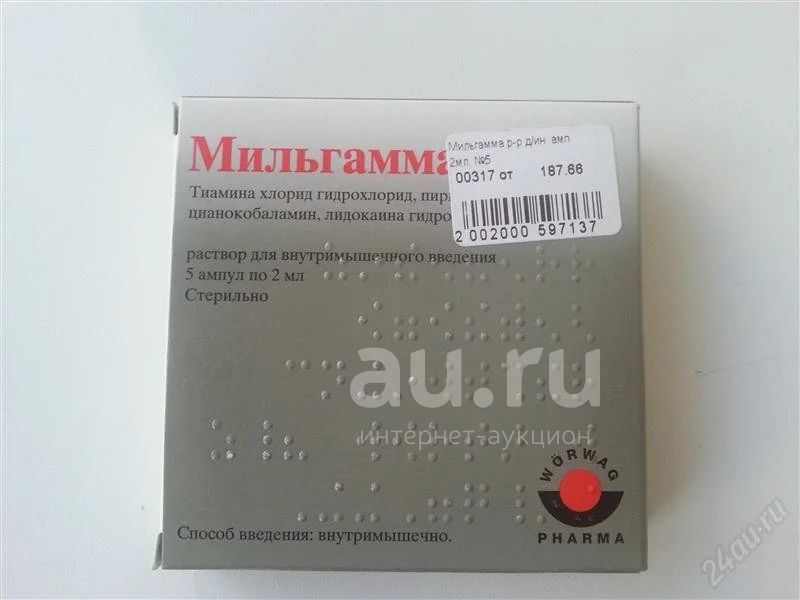 Мильгамма
Тиамина хлорид гидрохлорид,
цианокобаламин, лидокаина
раствор для внутримышечного введения
5 ампул по 2 мл
Стерильно
Мильгамма р-р д/ин. амп
2мл. №5
00317 от 187.66
2 002000 597137
au.ru
интернет-аукцион
WÖRWAG
PHARMA
Способ введения: внутримышечно.
24au.ru